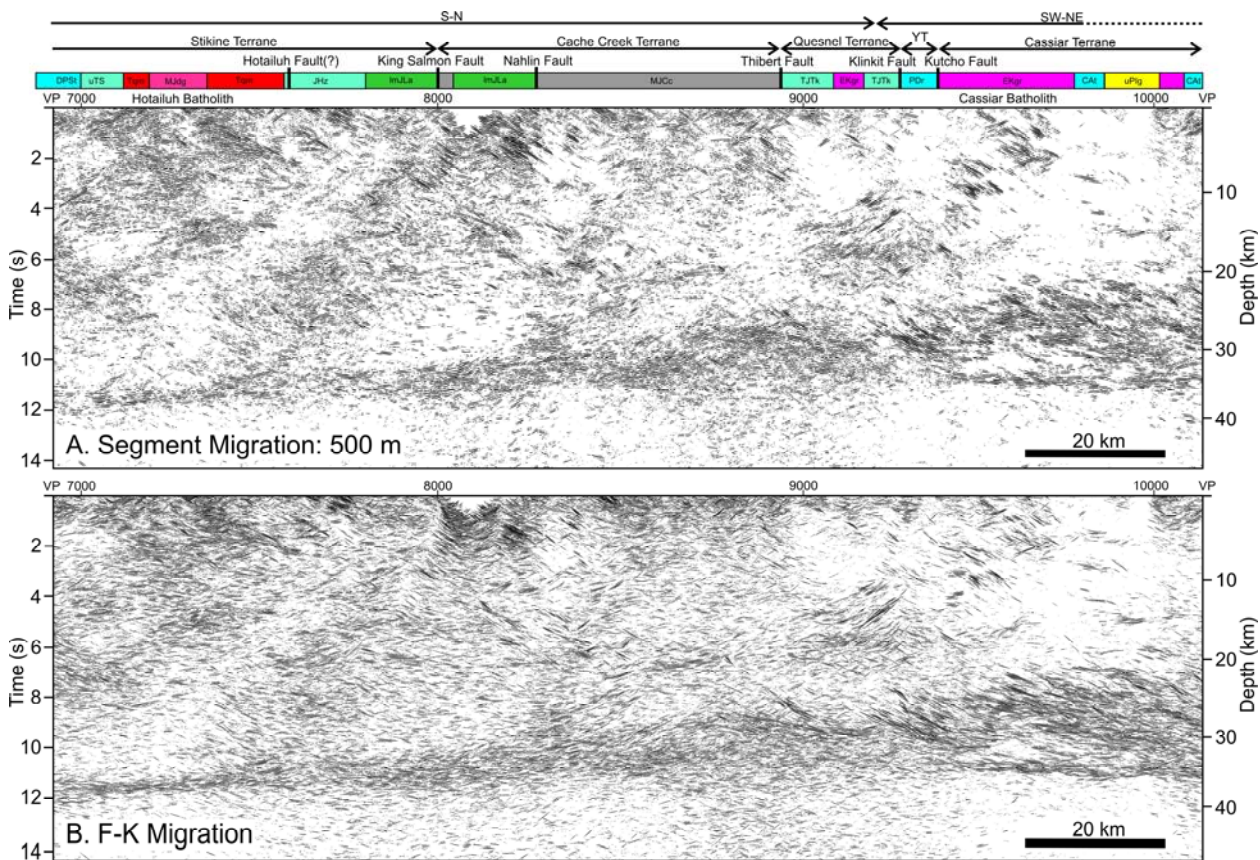 S-N SW-NE
Stikine Terrane Cache Creek Terrane Quesnel Terrane YT Cassiar Terrane
Hotailuh Fault(?) King Salmon Fault Nahlin Fault Thibert Fault Klinkit Fault Kutcho Fault
DPSt uTS MJdg JHz lmJLa lmJLa MJCc TJTk EKgr TJTk PDr EKgr CAt uPlg CAt
VP 7000 Hotailuh Batholith 8000 9000 Cassiar Batholith 10000 VP
2
4
6
8
10
12
14
Time (s)
10
20
30
40
Depth (km)
A. Segment Migration: 500 m
20 km
VP 7000 8000 9000 10000 VP
2
4
6
8
10
12
14
Time (s)
10
20
30
40
Depth (km)
B. F-K Migration
20 km